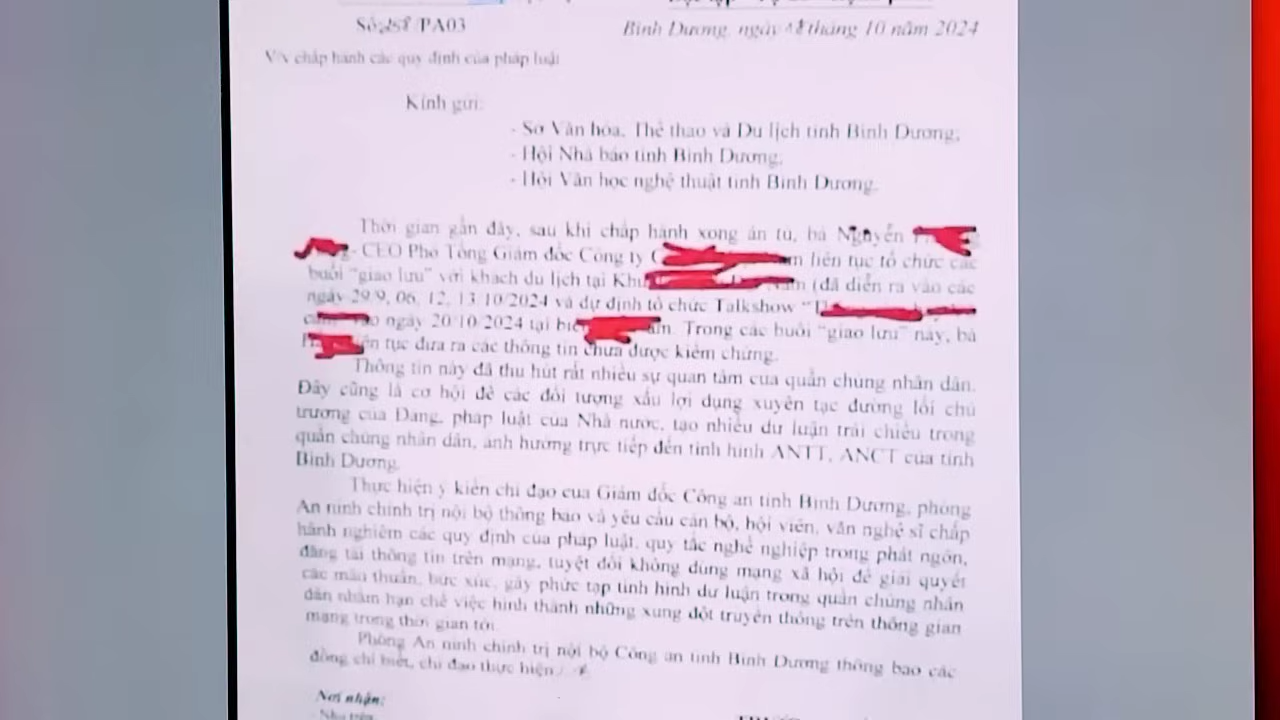 Số /PA03
Bình Dương, ngày tháng 10 năm 2024
V/v chấp hành các quy định của pháp luật
Kính gửi:
- Sở Văn hóa, Thể thao và Du lịch tỉnh Bình Dương;
- Hội Nhà báo tỉnh Bình Dương;
- Hội Văn học nghệ thuật tỉnh Bình Dương.
Thời gian gần đây, sau khi chấp hành xong án tù, bà Nguyễn
- CEO Phó Tổng Giám đốc Công ty liên tục tổ chức các
buổi “giao lưu” với khách du lịch tại (đã diễn ra vào các
ngày 29/9, 06, 12, 13/10/2024 và dự định tổ chức Talkshow
ngày 20/10/2024 tại Trong các buổi “giao lưu” này, bà
tục đưa ra các thông tin chưa được kiểm chứng.
Thông tin này đã thu hút rất nhiều sự quan tâm của quần chúng nhân dân.
Đây cũng là cơ hội để các đối tượng xấu lợi dụng xuyên tạc đường lối chủ
trương của Đảng, pháp luật của Nhà nước, tạo nhiều dư luận trái chiều trong
quần chúng nhân dân, ảnh hưởng trực tiếp đến tình hình ANTT, ANCT của tỉnh
Bình Dương.
Thực hiện ý kiến chỉ đạo của Giám đốc Công an tỉnh Bình Dương, phòng
An ninh chính trị nội bộ thông báo và yêu cầu cán bộ, hội viên, văn nghệ sĩ chấp
hành nghiêm các quy định của pháp luật, quy tắc nghề nghiệp trong phát ngôn,
đăng tải thông tin trên mạng, tuyệt đối không dùng mạng xã hội để giải quyết
các mâu thuẫn, bức xúc, gây phức tạp tình hình dư luận trong quần chúng nhân
dân nhằm hạn chế việc hình thành những xung đột truyền thông trên thông gian
mạng trong thời gian tới.
Phòng An ninh chính trị nội bộ Công an tỉnh Bình Dương thông báo các
đồng chí biết, chỉ đạo thực hiện./.
Nơi nhận:
- Như trên